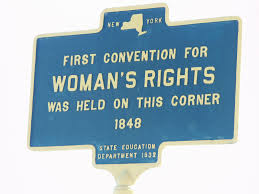 NEW YORK
FIRST CONVENTION FOR
WOMAN'S RIGHTS
WAS HELD ON THIS CORNER
1848
STATE EDUCATION
DEPARTMENT 1932